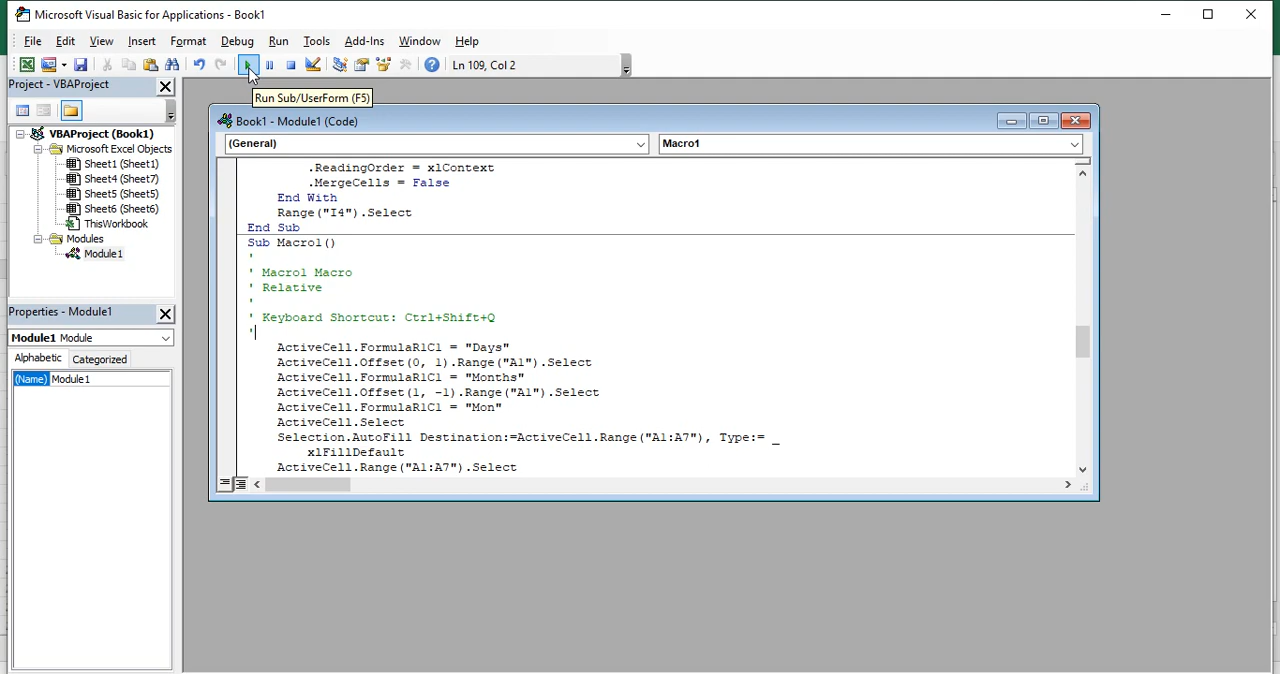 Microsoft Visual Basic for Applications - Book1
File Edit View Insert Format Debug Run Tools Add-Ins Window Help
Ln 109, Col 2
Project - VBAProject
Run Sub/UserForm (F5)
VBAProject (Book1)
Microsoft Excel Objects
Sheet1 (Sheet1)
Sheet4 (Sheet7)
Sheet5 (Sheet5)
Sheet6 (Sheet6)
ThisWorkbook
Modules
Module1
Properties - Module1
Module1 Module
Alphabetic Categorized
(Name) Module1
Book1 - Module1 (Code)
(General) Macro1
.ReadingOrder = xlContext
.MergeCells = False
End With
Range("I4").Select
End Sub
Sub Macro1()
'
' Macro1 Macro
' Relative
'
' Keyboard Shortcut: Ctrl+Shift+Q
'
ActiveCell.FormulaR1C1 = "Days"
ActiveCell.Offset(0, 1).Range("A1").Select
ActiveCell.FormulaR1C1 = "Months"
ActiveCell.Offset(1, -1).Range("A1").Select
ActiveCell.FormulaR1C1 = "Mon"
ActiveCell.Select
Selection.AutoFill Destination:=ActiveCell.Range("A1:A7"), Type:= _
xlFillDefault
ActiveCell.Range("A1:A7").Select